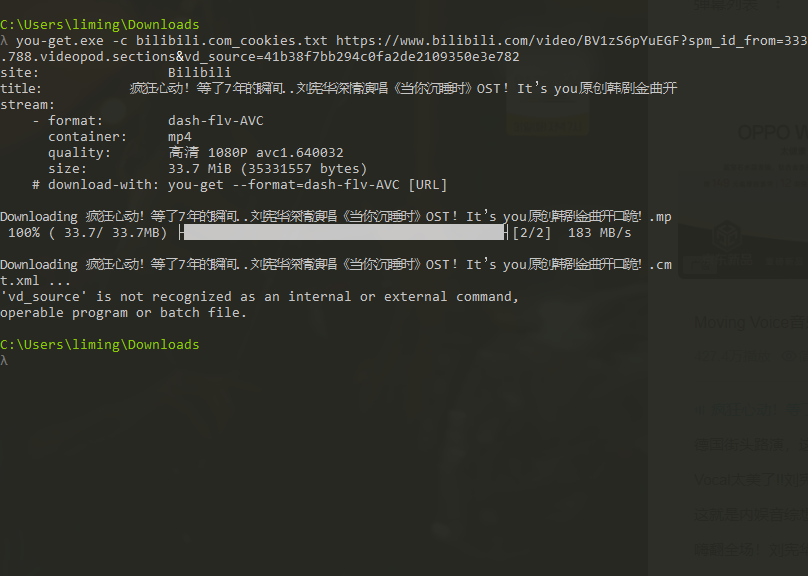 C:\Users\liming\Downloads
λ you-get.exe -c bilibili.com_cookies.txt https://www.bilibili.com/video/BV1zS6pYuEGF?spm_id_from=333
.788.videopod.sections&vd_source=41b38f7bb294c0fa2de2109350e3e782
site: Bilibili
title: 疯狂心动！等了7年的瞬间..刘宪华深情演唱《当你沉睡时》OST！It's you原创韩剧金曲开
stream:
- format: dash-flv-AVC
container: mp4
quality: 高清 1080P avc1.640032
size: 33.7 MiB (35331557 bytes)
# download-with: you-get --format=dash-flv-AVC [URL]
Downloading 疯狂心动！等了7年的瞬间..刘宪华深情演唱《当你沉睡时》OST！It's you原创韩剧金曲开口跪！.mp
100% ( 33.7/ 33.7MB) [2/2] 183 MB/s
Downloading 疯狂心动！等了7年的瞬间..刘宪华深情演唱《当你沉睡时》OST！It's you原创韩剧金曲开口跪！.cm
t.xml ...
'vd_source' is not recognized as an internal or external command,
operable program or batch file.
C:\Users\liming\Downloads
λ
OPPO
Moving Voice